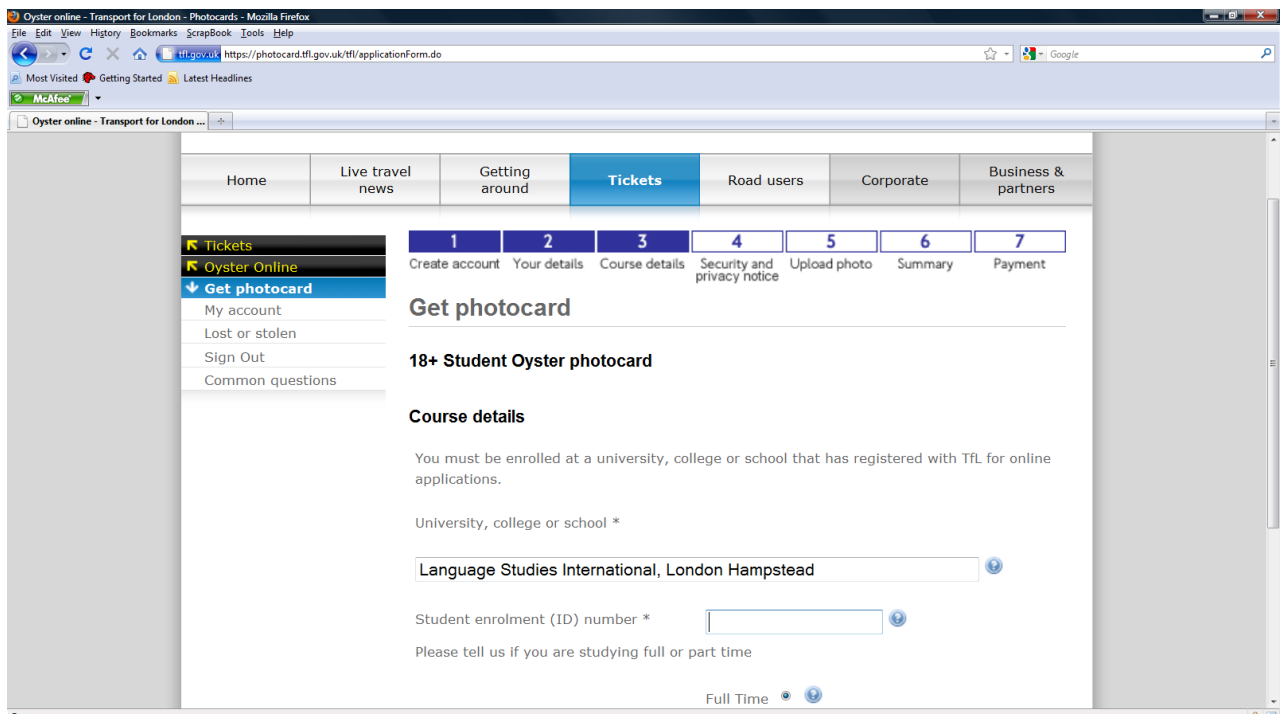 Oyster online - Transport for London - Photocards - Mozilla Firefox
File Edit View History Bookmarks ScrapBook Tools Help
tfl.gov.uk https://photocard.tfl.gov.uk/tfl/applicationForm.do
Google
Most Visited Getting Started Latest Headlines
McAfee
Oyster online - Transport for London ...
Home
Live travel
news
Getting
around
Tickets
Road users
Corporate
Business &
partners
Tickets
Oyster Online
Get photocard
My account
Lost or stolen
Sign Out
Common questions
1 2 3 4 5 6 7
Create account Your details Course details Security and
privacy notice Upload photo Summary Payment
Get photocard
18+ Student Oyster photocard
Course details
You must be enrolled at a university, college or school that has registered with TfL for online
applications.
University, college or school *
Language Studies International, London Hampstead
Student enrolment (ID) number *
Please tell us if you are studying full or part time
Full Time